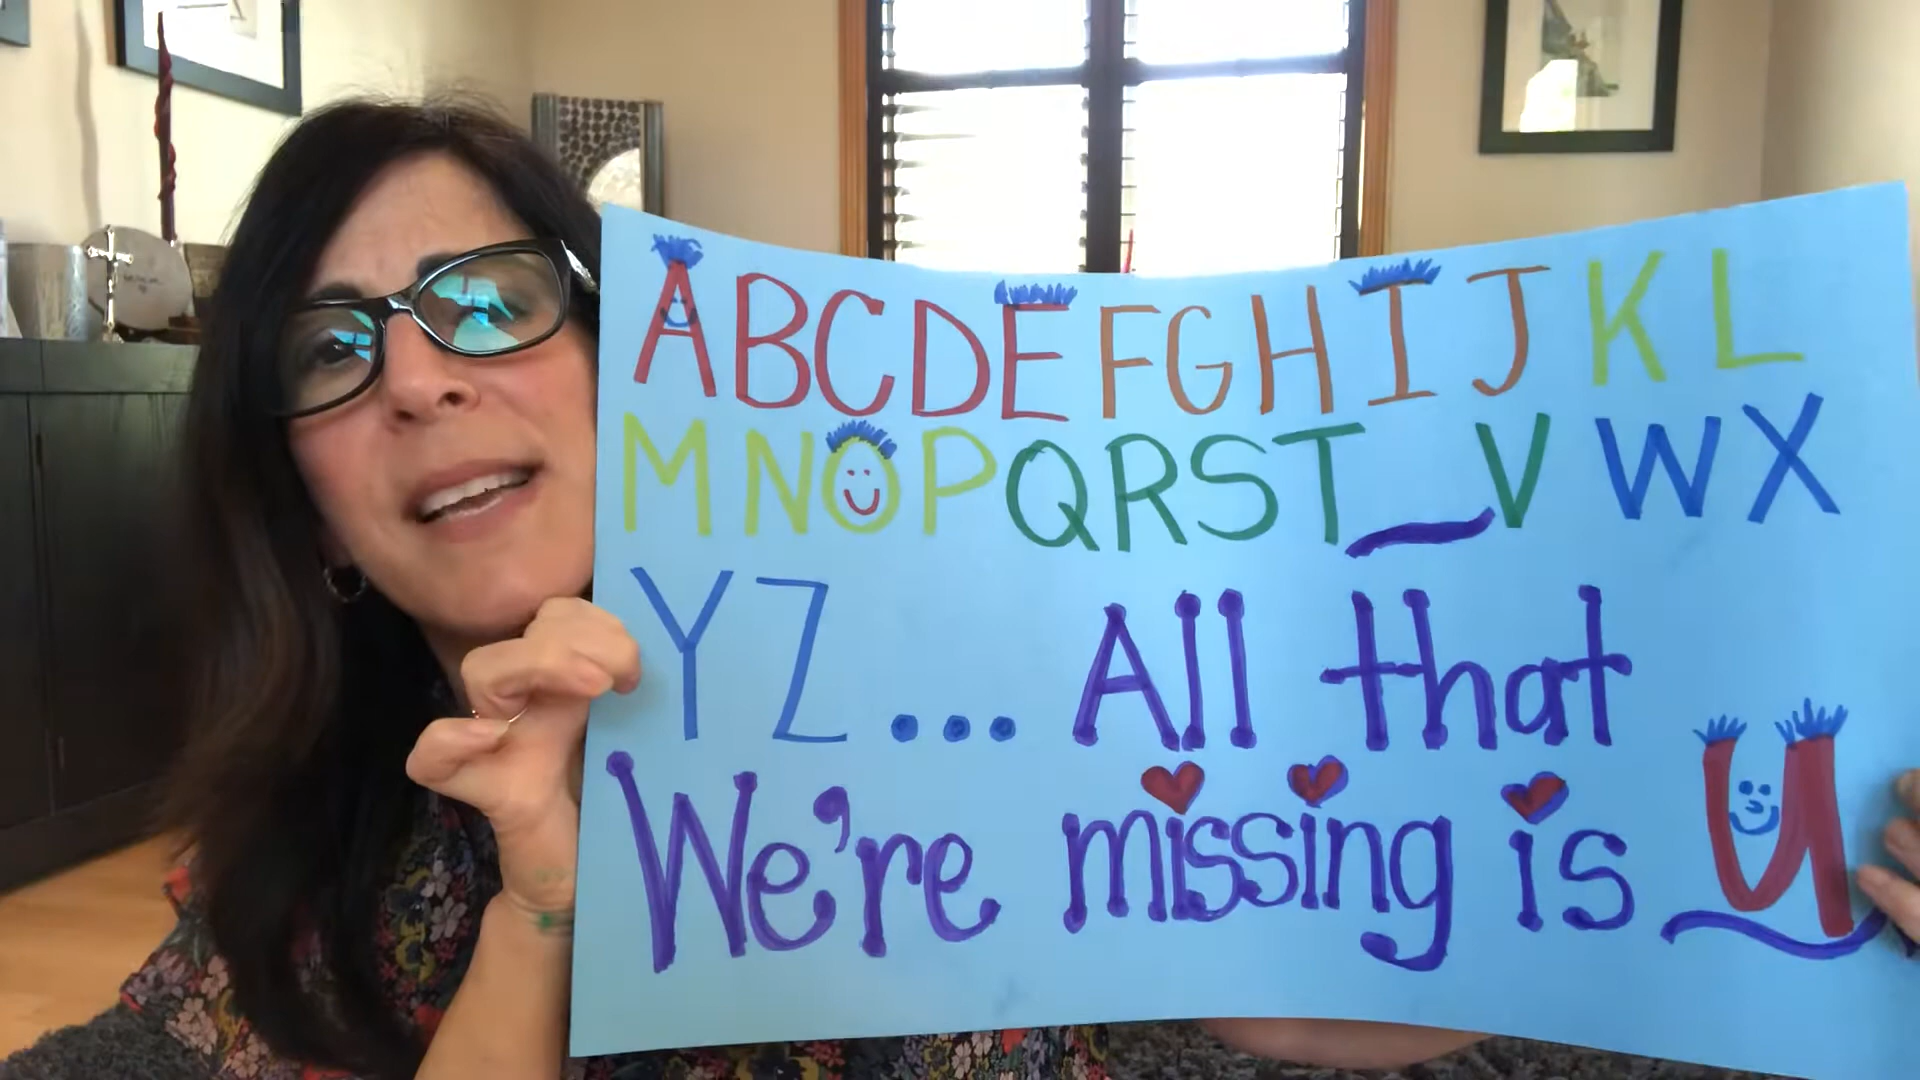 ABCDEFGHIJKL
MNOPQRST_VWX
YZ... All that
We're missing is U